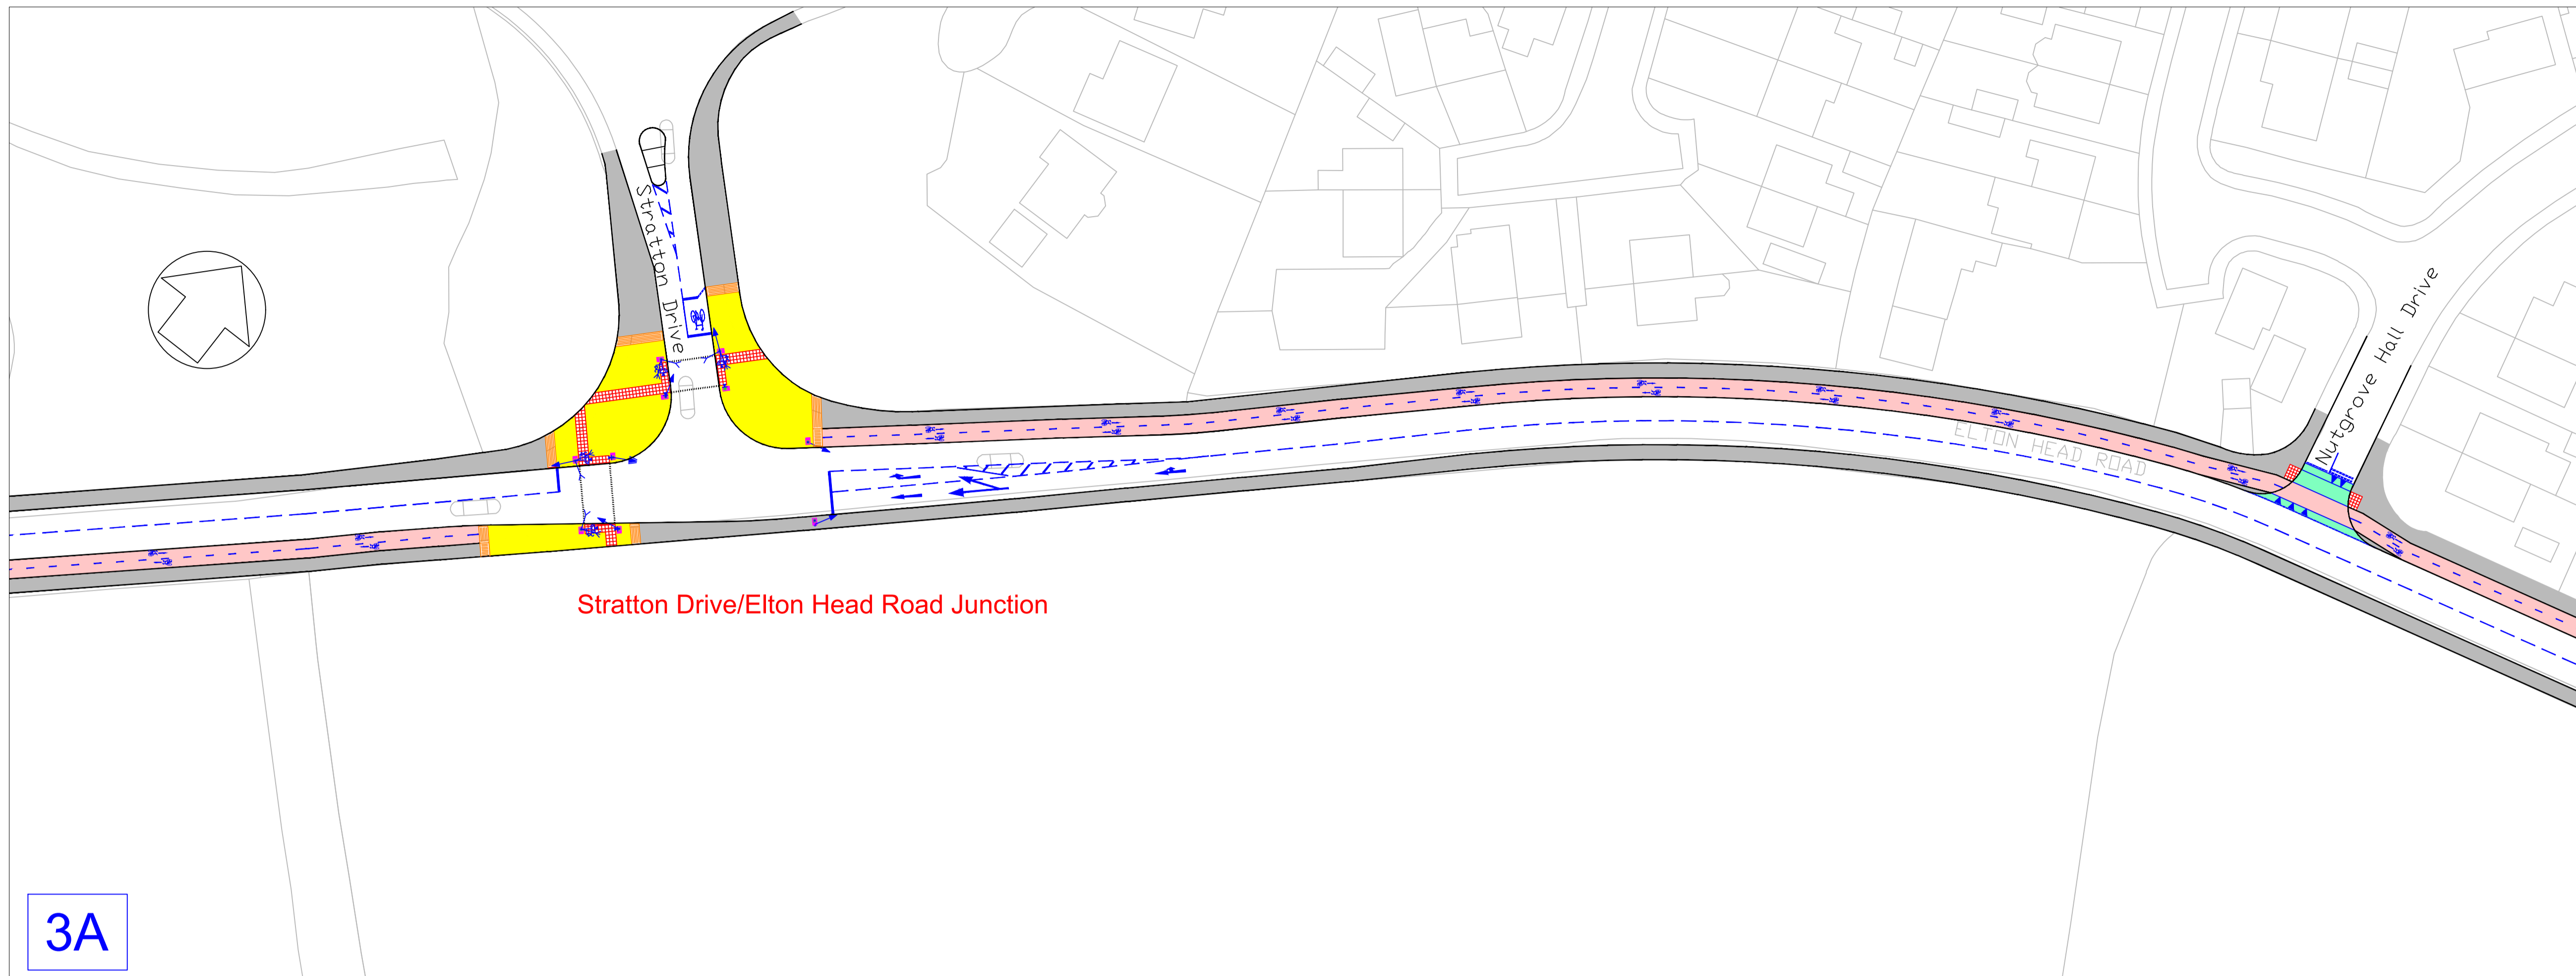 Stratton Drive
Nutgrove Hall Drive
ELTON HEAD ROAD
Stratton Drive/Elton Head Road Junction
3A